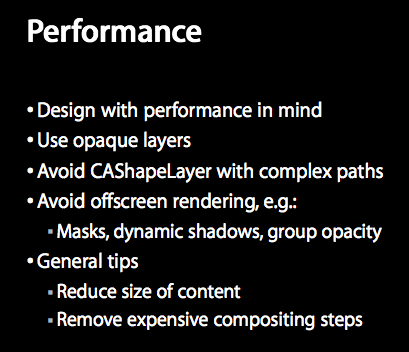 Performance
• Design with performance in mind
• Use opaque layers
• Avoid CAShapeLayer with complex paths
• Avoid offscreen rendering, e.g.:
▪ Masks, dynamic shadows, group opacity
• General tips
▪ Reduce size of content
▪ Remove expensive compositing steps